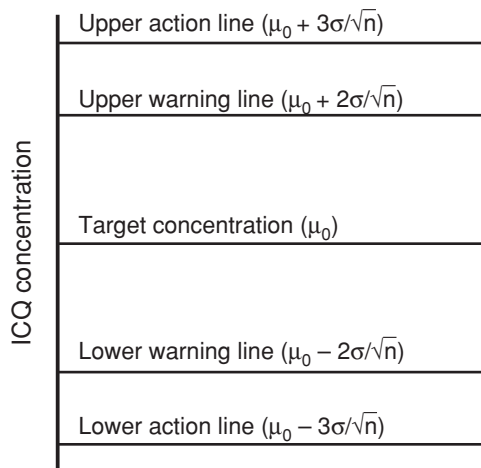 Upper action line (μ₀ + 3σ/√n)
Upper warning line (μ₀ + 2σ/√n)
Target concentration (μ₀)
Lower warning line (μ₀ – 2σ/√n)
Lower action line (μ₀ – 3σ/√n)
ICQ concentration